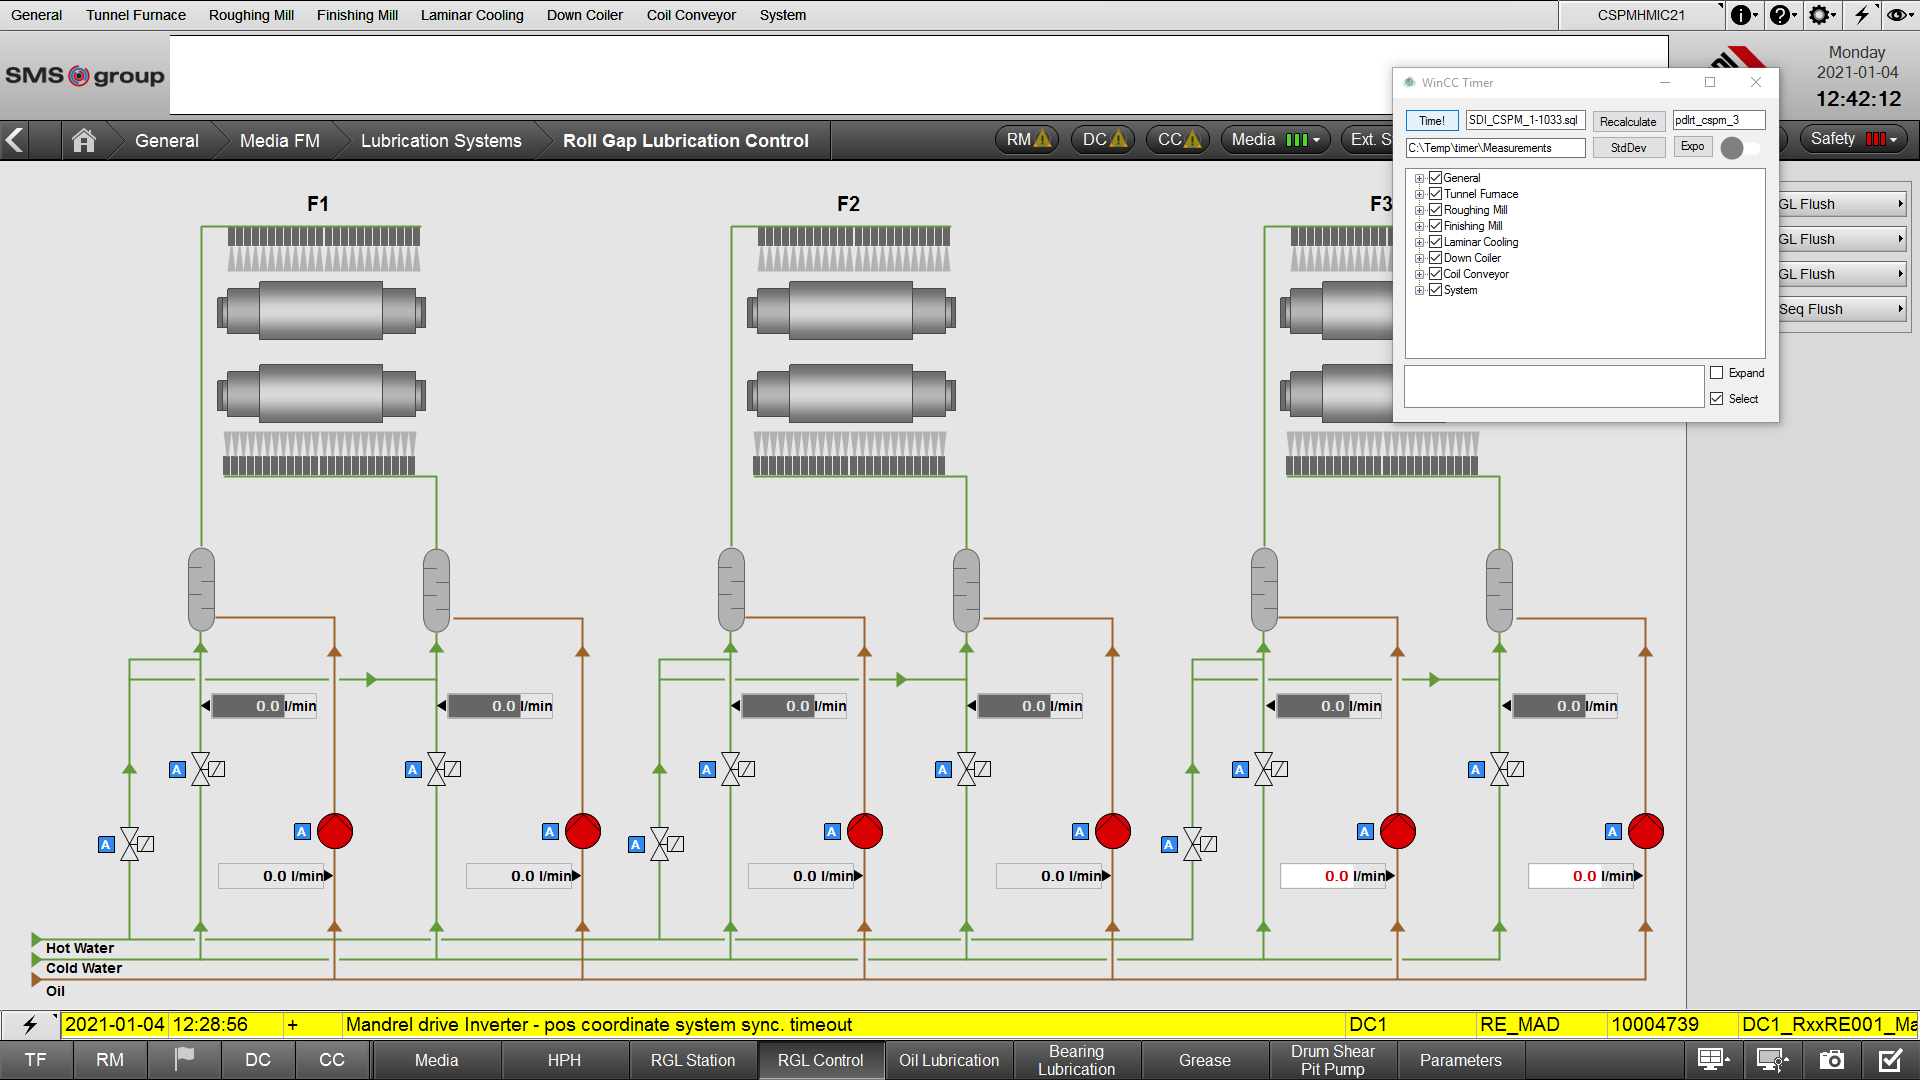 General Tunnel Furnace Roughing Mill Finishing Mill Laminar Cooling Down Coiler Coil Conveyor System CSPMHMIC21
SMS group
Monday
2021-01-04
12:42:12
General Media FM Lubrication Systems Roll Gap Lubrication Control RM DC CC Media Ext. S Safety
WinCC Timer
Time! SDI_CSPM_1-1033.sql Recalculate pdlrt_cspm_3
C:\Temp\timer\Measurements StdDev Expo
General
Tunnel Furnace
Roughing Mill
Finishing Mill
Laminar Cooling
Down Coiler
Coil Conveyor
System
Expand
Select
GL Flush
GL Flush
GL Flush
Seq Flush
F1 F2 F3
0.0 l/min 0.0 l/min 0.0 l/min 0.0 l/min 0.0 l/min 0.0 l/min
A A A A A A
A A A A A A
A A A
0.0 l/min 0.0 l/min 0.0 l/min 0.0 l/min 0.0 l/min 0.0 l/min
Hot Water
Cold Water
Oil
2021-01-04 12:28:56 + Mandrel drive Inverter - pos coordinate system sync. timeout DC1 RE_MAD 10004739 DC1_RxxRE001_Ma
TF RM DC CC Media HPH RGL Station RGL Control Oil Lubrication Bearing Lubrication Grease Drum Shear Pit Pump Parameters